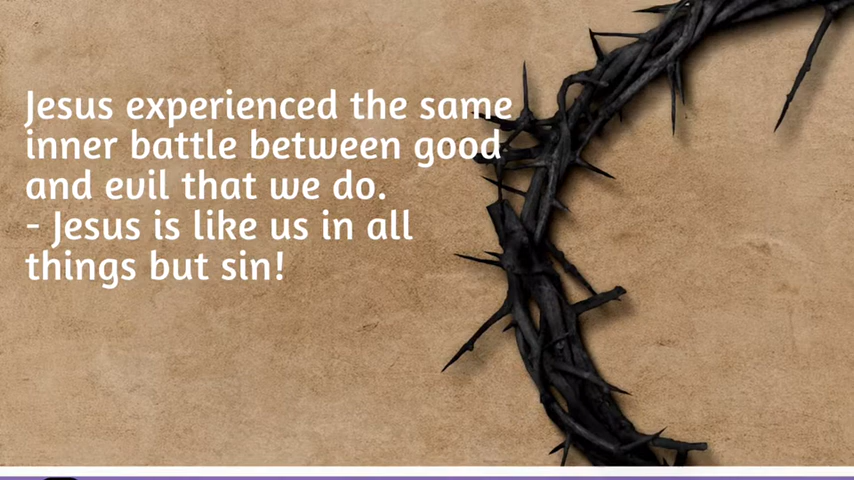 Jesus experienced the same
inner battle between good
and evil that we do.
- Jesus is like us in all
things but sin!